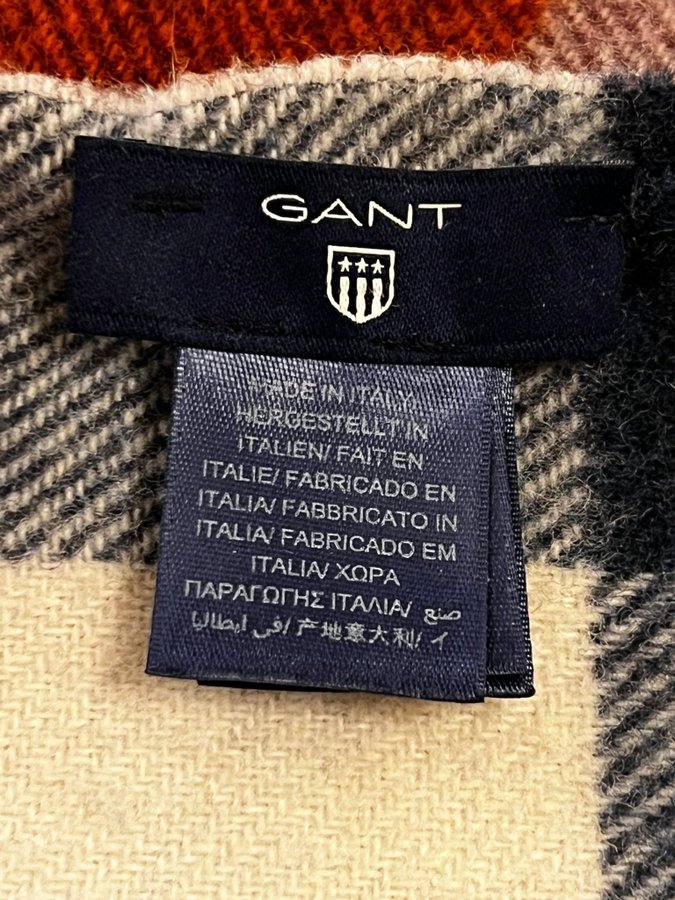 GANT
MADE IN ITALY/
HERGESTELLT IN
ITALIEN/ FAIT EN
ITALIE/ FABRICADO EN
ITALIA/ FABBRICATO IN
ITALIA/ FABRICADO EM
ITALIA/ ΧΩΡΑ
ΠΑΡΑΓΩΓΗΣ ΙΤΑΛΙΑ/ صنع
في ايطاليا/ 产地意大利/ イ